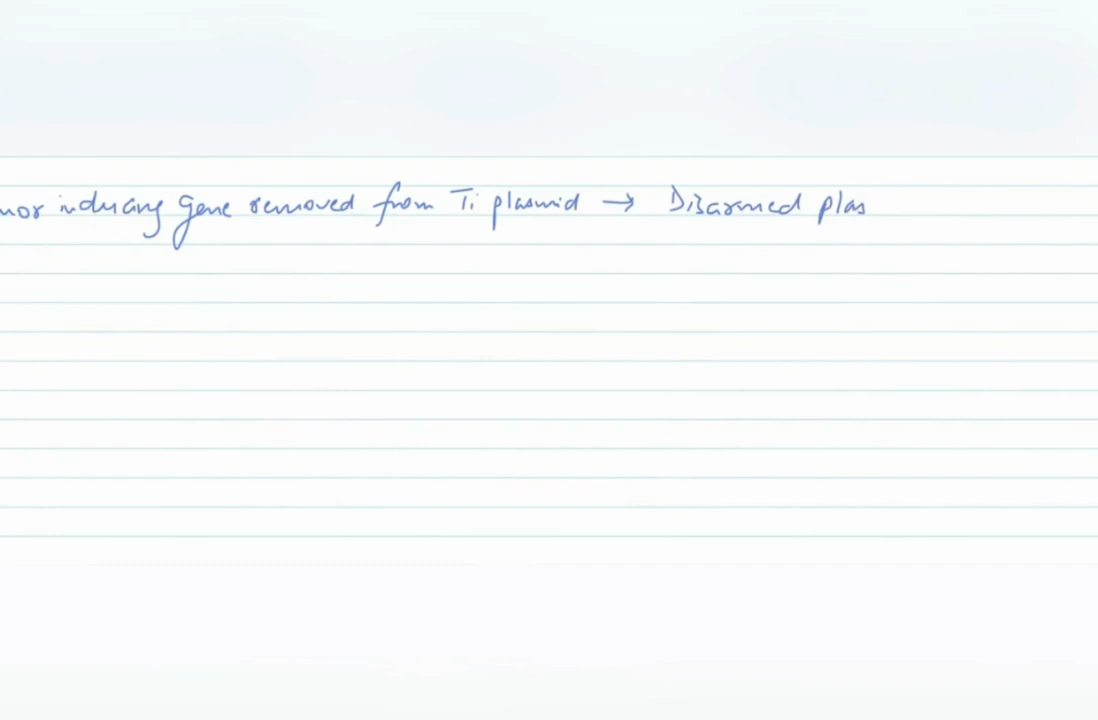 mor inducing gene removed from Ti plasmid → Disarmed plas